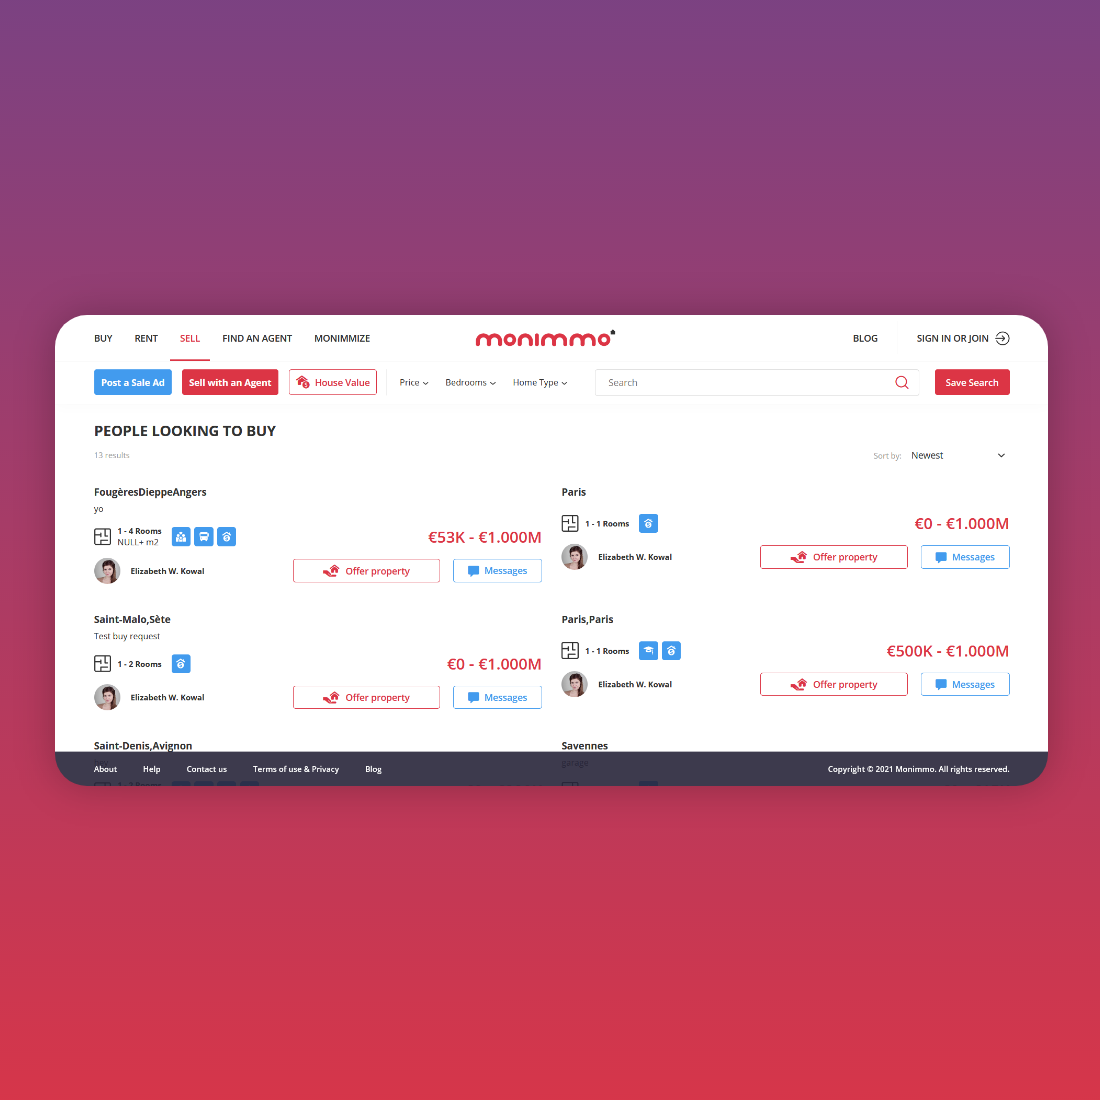 BUY RENT SELL FIND AN AGENT MONIMMIZE monimmo BLOG SIGN IN OR JOIN
Post a Sale Ad Sell with an Agent House Value Price Bedrooms Home Type Search Save Search
PEOPLE LOOKING TO BUY
13 results Sort by: Newest
FougèresDieppeAngers
yo
1 - 4 Rooms
NULL+ m2
€53K - €1.000M
Elizabeth W. Kowal Offer property Messages
Paris
1 - 1 Rooms €0 - €1.000M
Elizabeth W. Kowal Offer property Messages
Saint-Malo,Sète
Test buy request
1 - 2 Rooms €0 - €1.000M
Elizabeth W. Kowal Offer property Messages
Paris,Paris
1 - 1 Rooms €500K - €1.000M
Elizabeth W. Kowal Offer property Messages
Saint-Denis,Avignon
Savennes
garage
About Help Contact us Terms of use & Privacy Blog Copyright © 2021 Monimmo. All rights reserved.